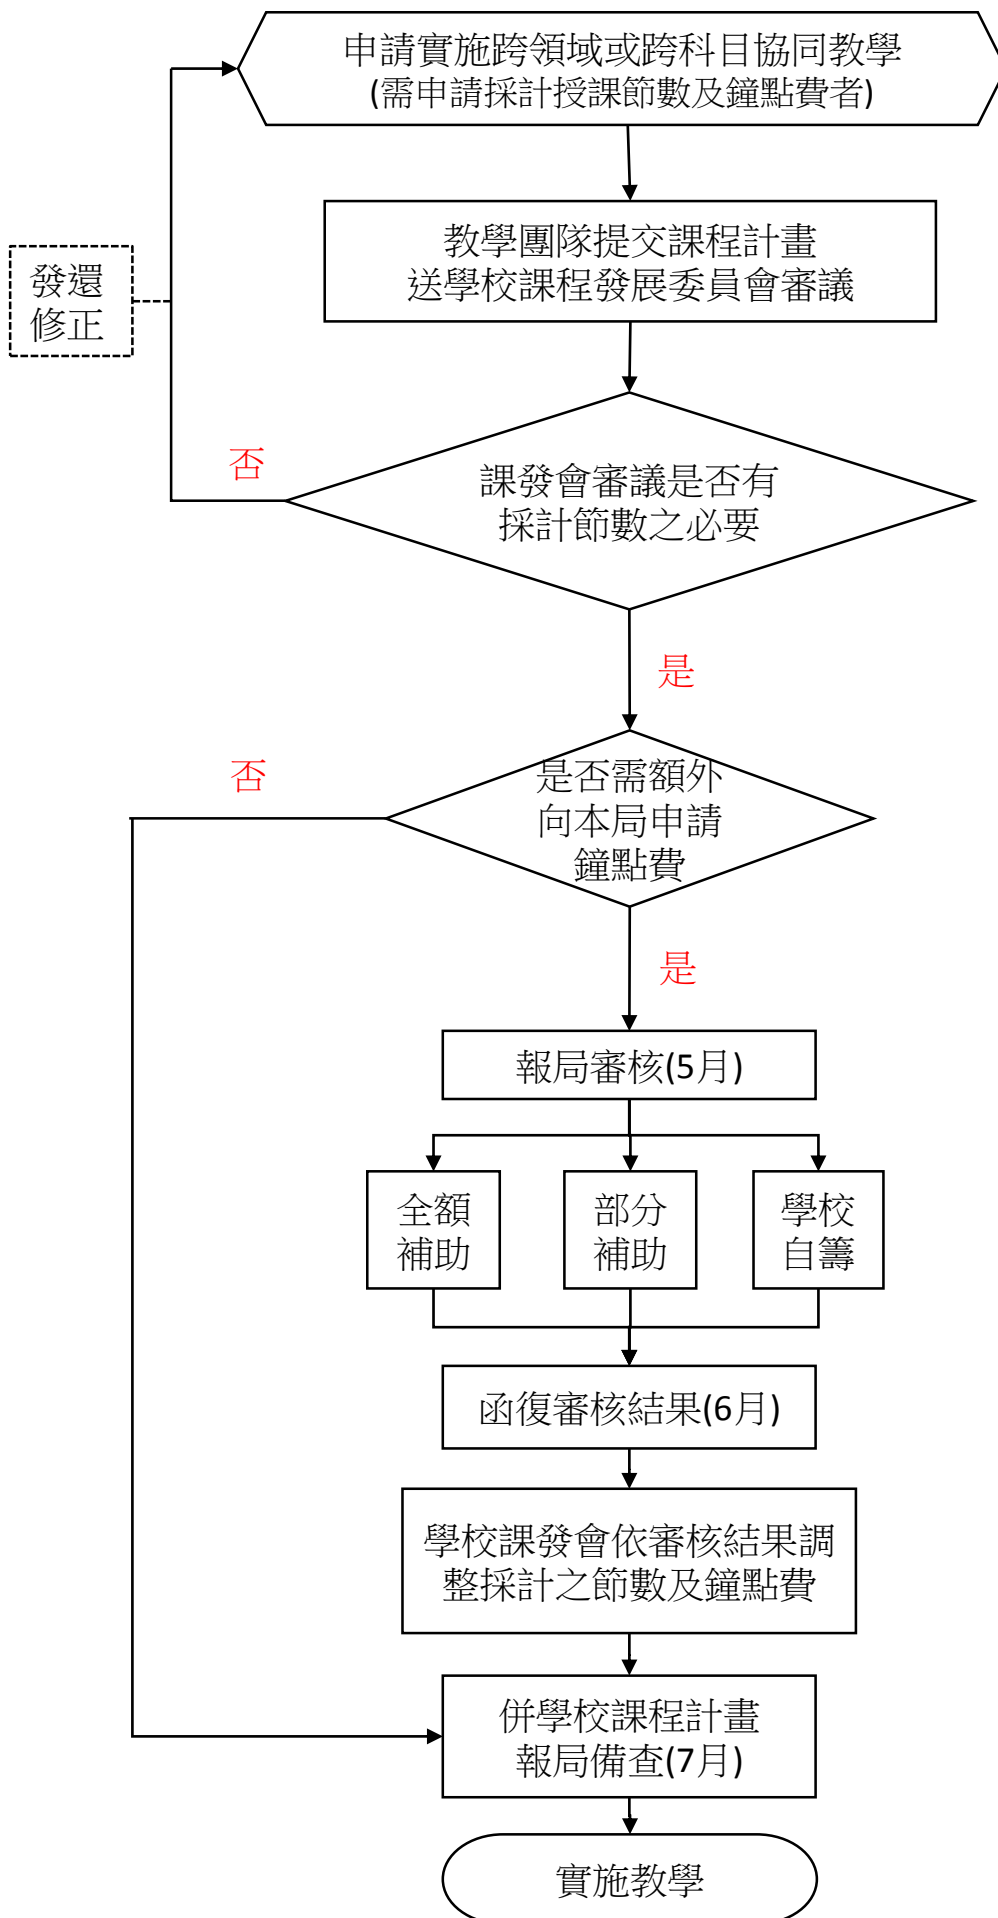 申請實施跨領域或跨科目協同教學
(需申請採計授課節數及鐘點費者)
教學團隊提交課程計畫
送學校課程發展委員會審議
發還
修正
否
課發會審議是否有
採計節數之必要
是
否
是否需額外
向本局申請
鐘點費
是
報局審核(5月)
全額
補助
部分
補助
學校
自籌
函復審核結果(6月)
學校課發會依審核結果調
整採計之節數及鐘點費
併學校課程計畫
報局備查(7月)
實施教學